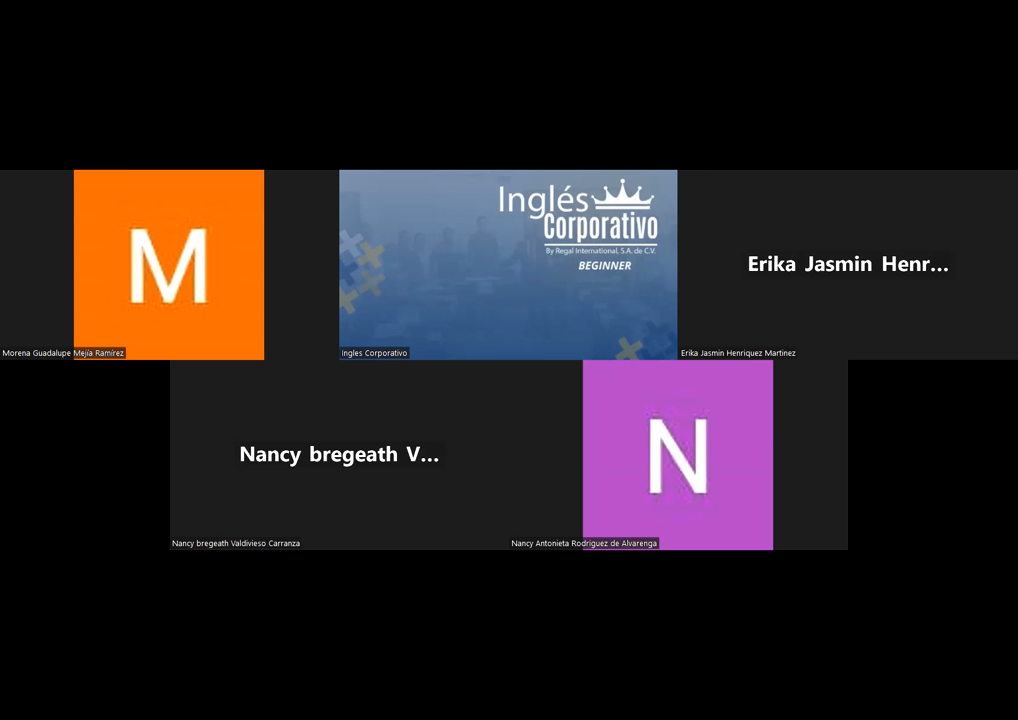 M
Morena Guadalupe Mejía Ramírez
Inglés
Corporativo
By Regal International, S.A. de C.V.
BEGINNER
Ingles Corporativo
Erika Jasmin Henr...
Erika Jasmin Henriquez Martinez
Nancy bregeath V...
Nancy bregeath Valdivieso Carranza
N
Nancy Antonieta Rodriguez de Alvarenga